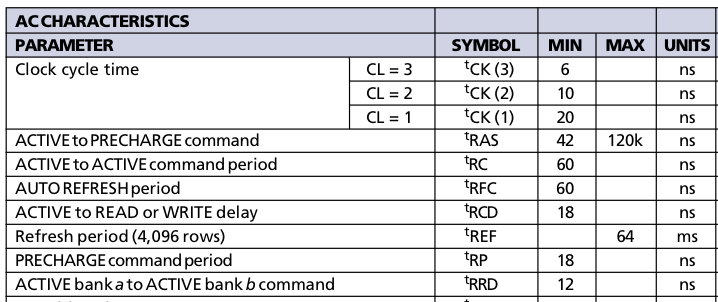 AC CHARACTERISTICS
PARAMETER SYMBOL MIN MAX UNITS
Clock cycle time CL = 3 tCK (3) 6 ns
CL = 2 tCK (2) 10 ns
CL = 1 tCK (1) 20 ns
ACTIVE to PRECHARGE command tRAS 42 120k ns
ACTIVE to ACTIVE command period tRC 60 ns
AUTO REFRESH period tRFC 60 ns
ACTIVE to READ or WRITE delay tRCD 18 ns
Refresh period (4,096 rows) tREF 64 ms
PRECHARGE command period tRP 18 ns
ACTIVE bank a to ACTIVE bank b command tRRD 12 ns